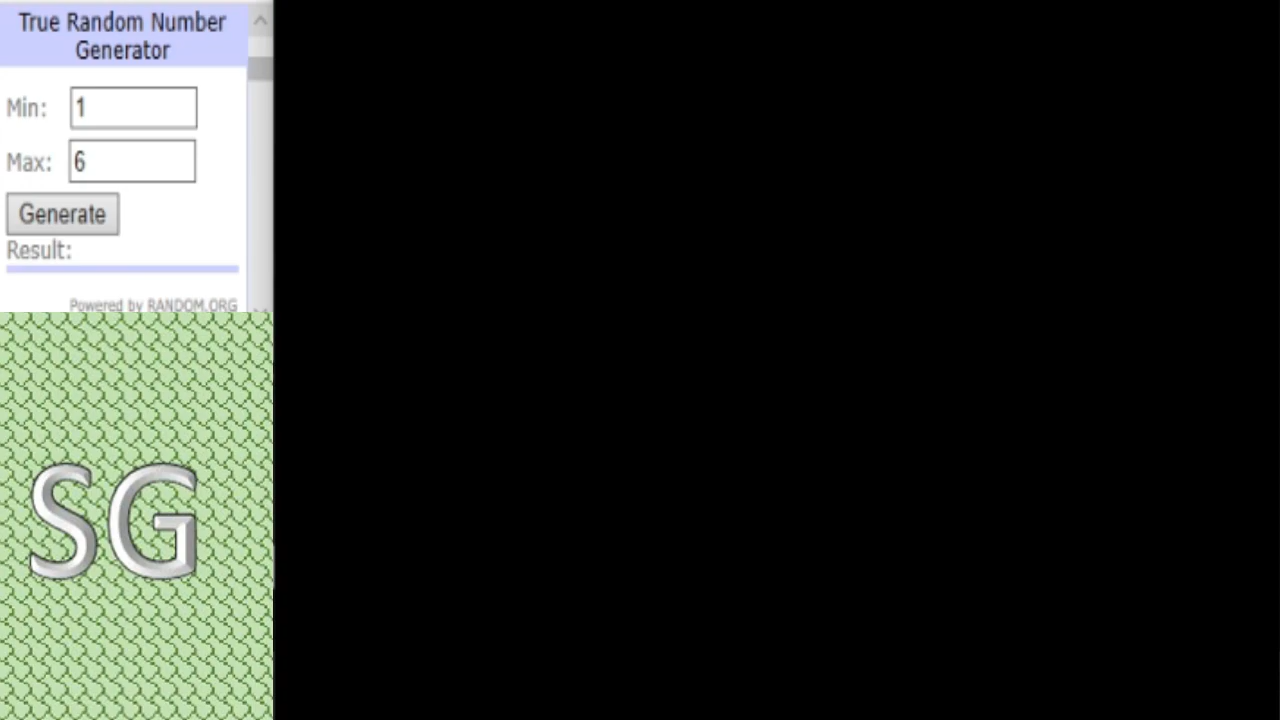 True Random Number
Generator
Min: 1
Max: 6
Generate
Result:
Powered by RANDOM.ORG
SG